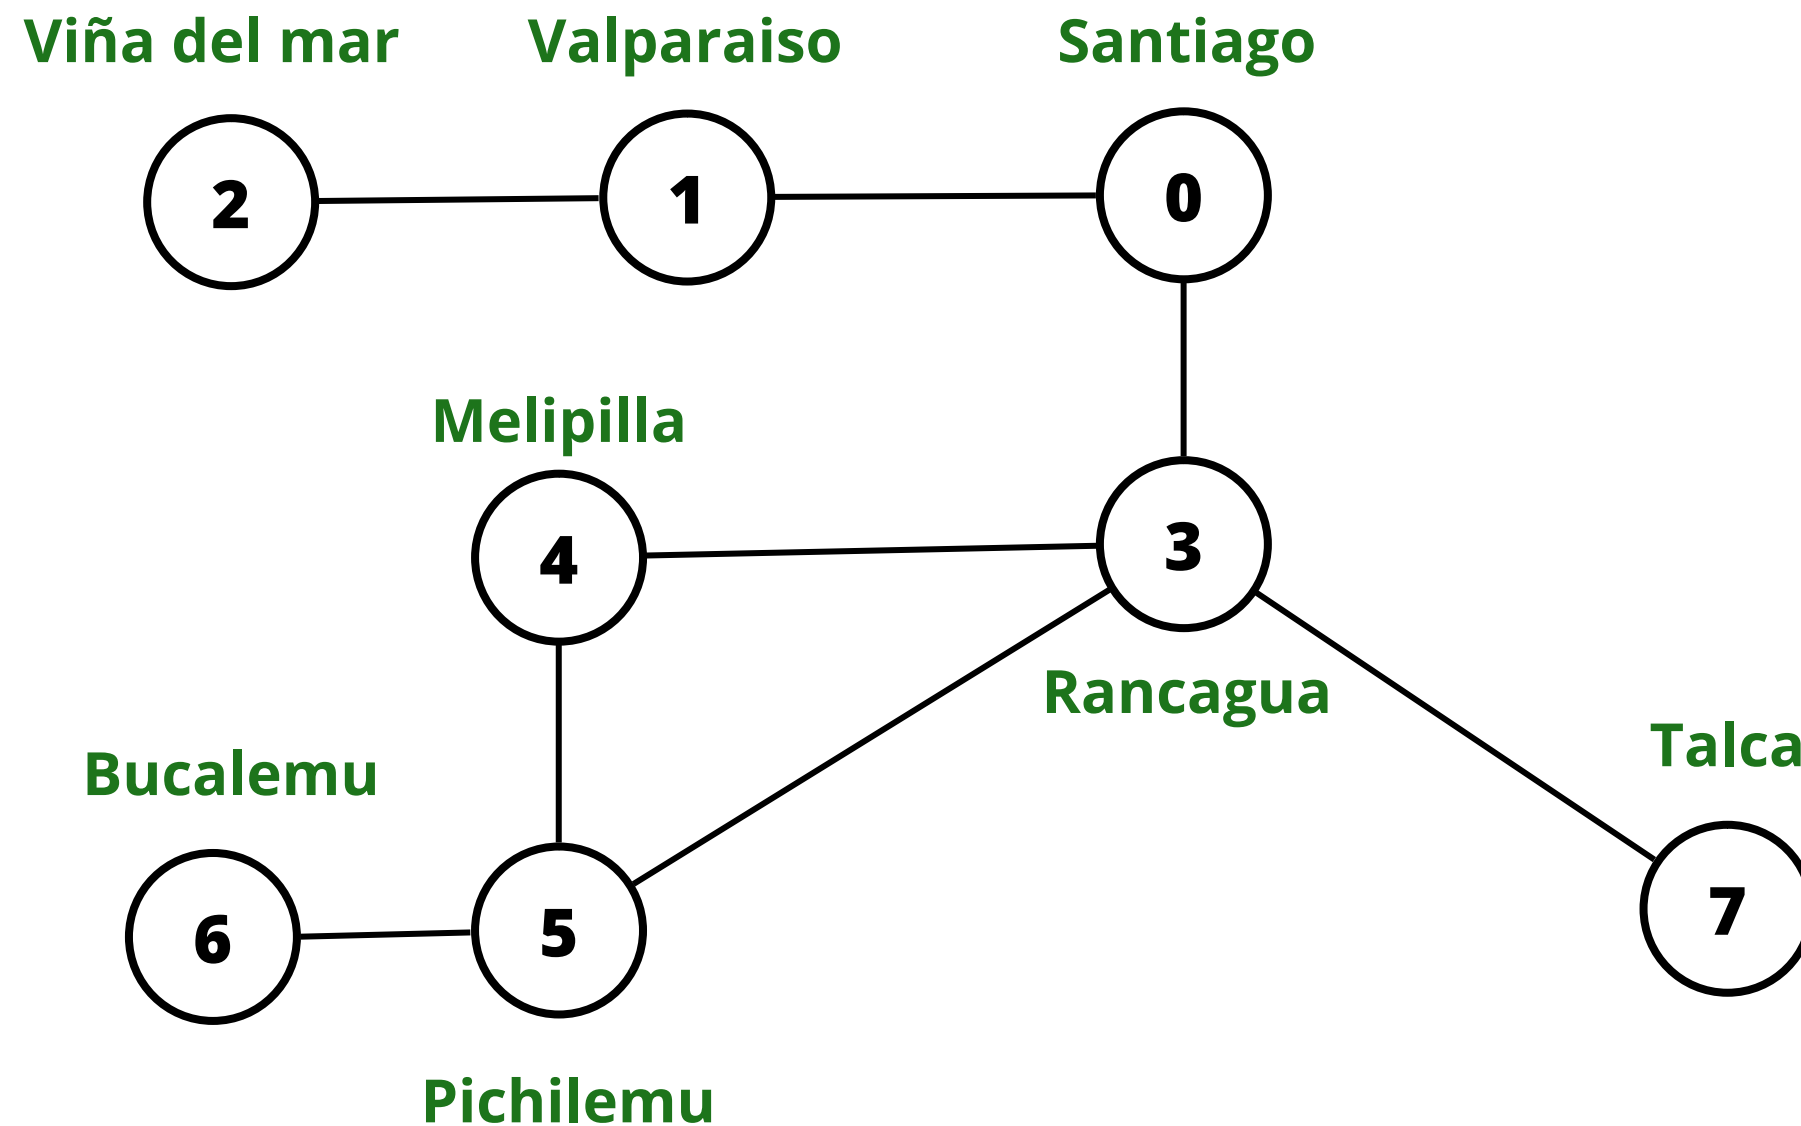 Viña del mar
Valparaiso
Santiago
2
1
0
Melipilla
4
3
Rancagua
Talca
Bucalemu
6
5
7
Pichilemu